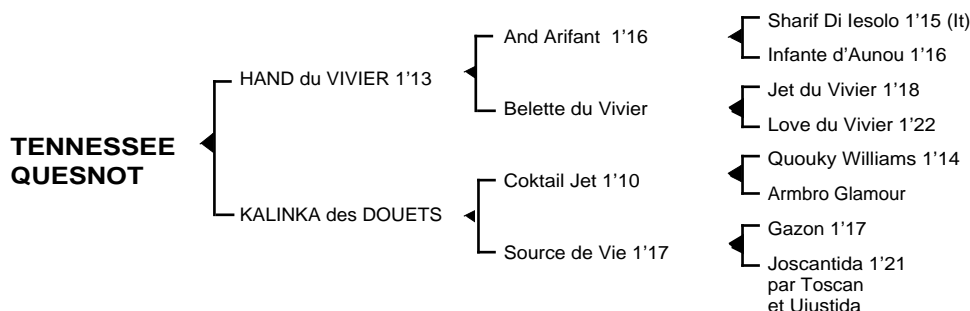 Sharif Di Iesolo 1’15 (It)
And Arifant 1’16
Infante d’Aunou 1’16
HAND du VIVIER 1’13
Jet du Vivier 1’18
Belette du Vivier
Love du Vivier 1’22
TENNESSEE
QUESNOT
Quouky Williams 1’14
Coktail Jet 1’10
Armbro Glamour
KALINKA des DOUETS
Gazon 1’17
Source de Vie 1’17
Joscantida 1’21
par Toscan
et Ujustida